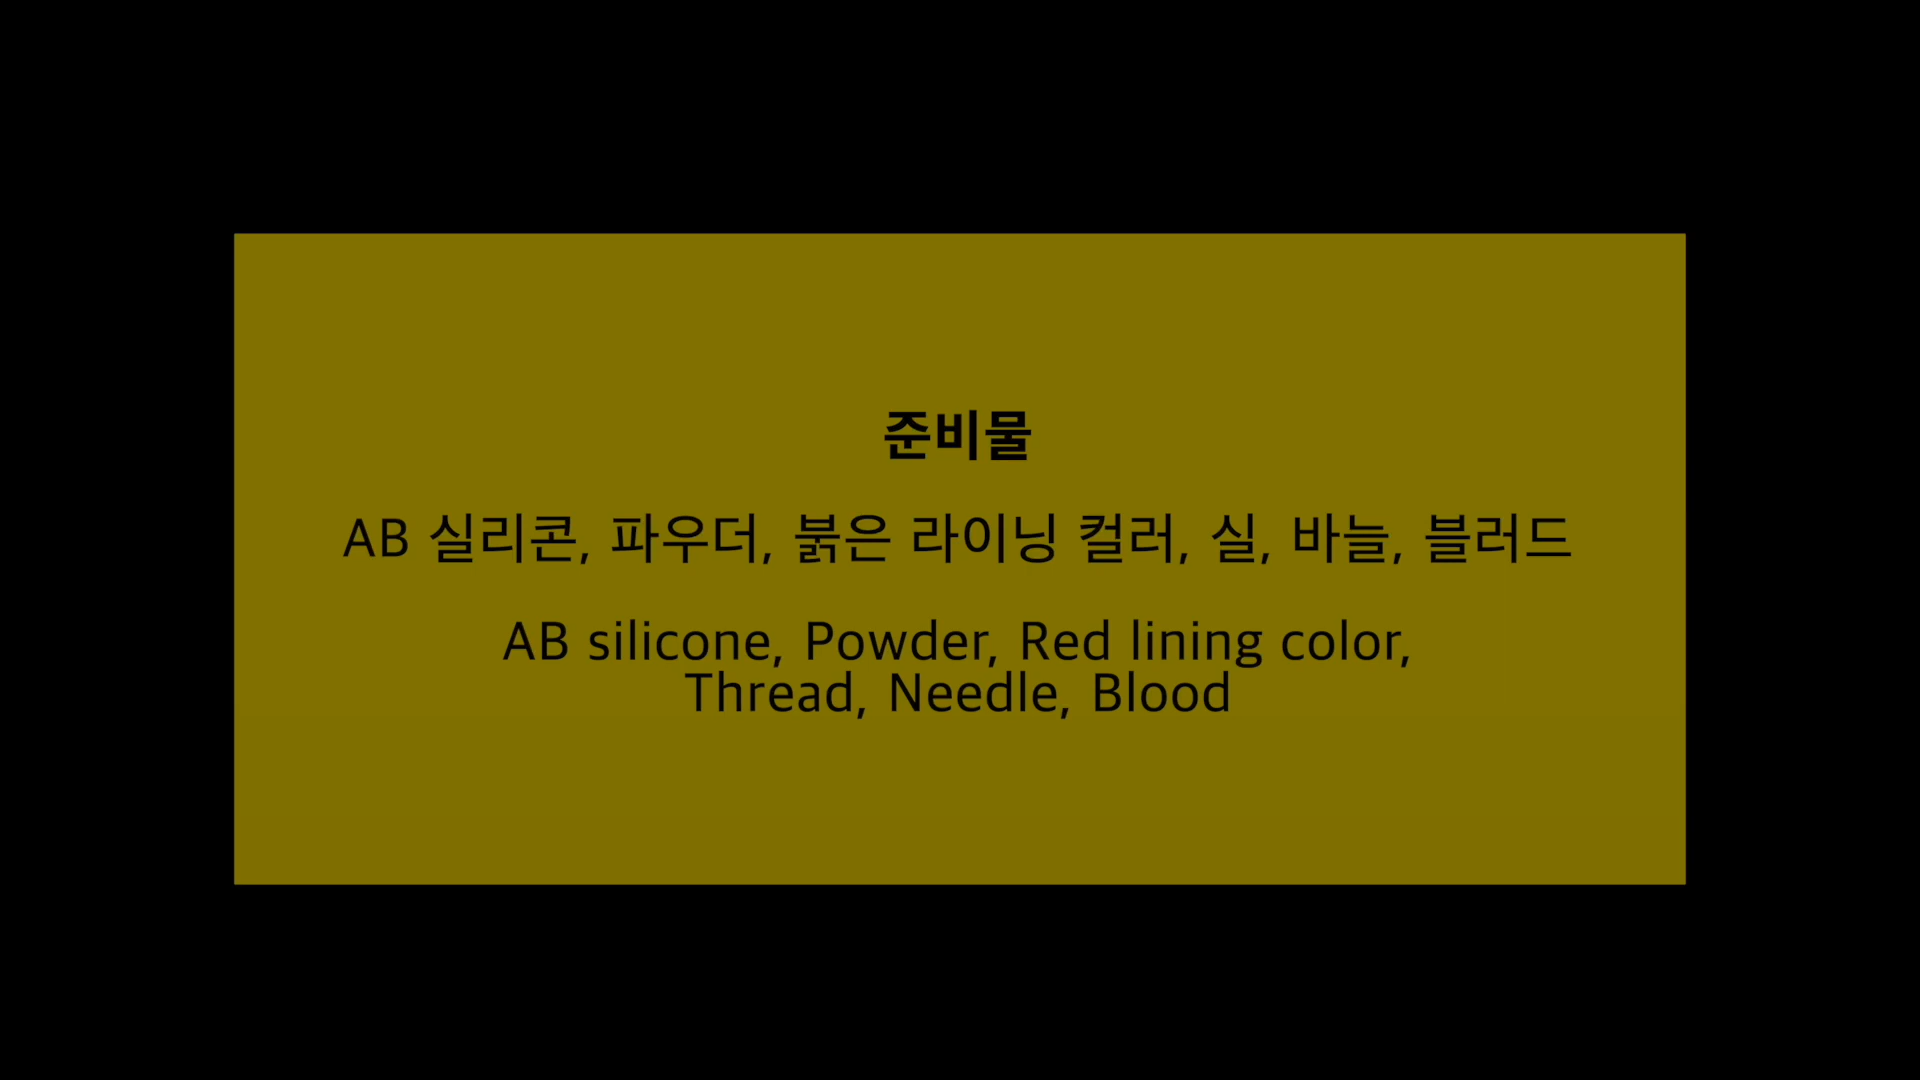 준비물
AB 실리콘, 파우더, 붉은 라이닝 컬러, 실, 바늘, 블러드
AB silicone, Powder, Red lining color,
Thread, Needle, Blood